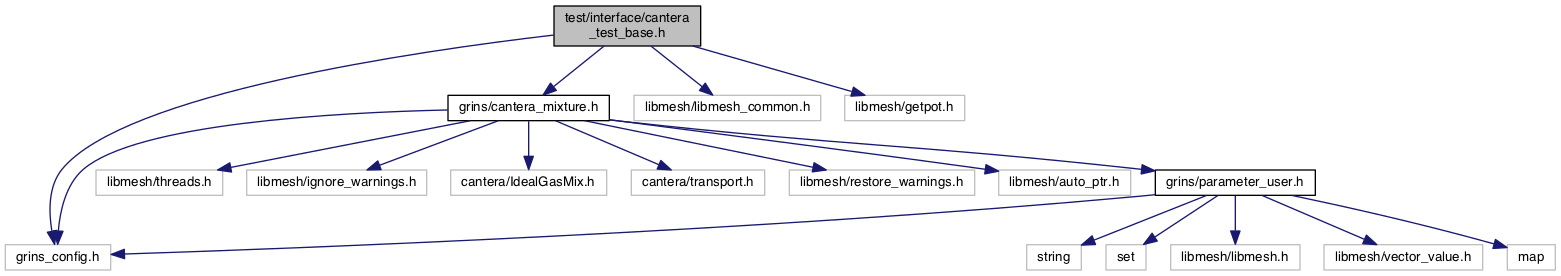 test/interface/cantera
_test_base.h
grins/cantera_mixture.h
libmesh/libmesh_common.h
libmesh/getpot.h
libmesh/threads.h
libmesh/ignore_warnings.h
cantera/IdealGasMix.h
cantera/transport.h
libmesh/restore_warnings.h
libmesh/auto_ptr.h
grins/parameter_user.h
grins_config.h
string
set
libmesh/libmesh.h
libmesh/vector_value.h
map